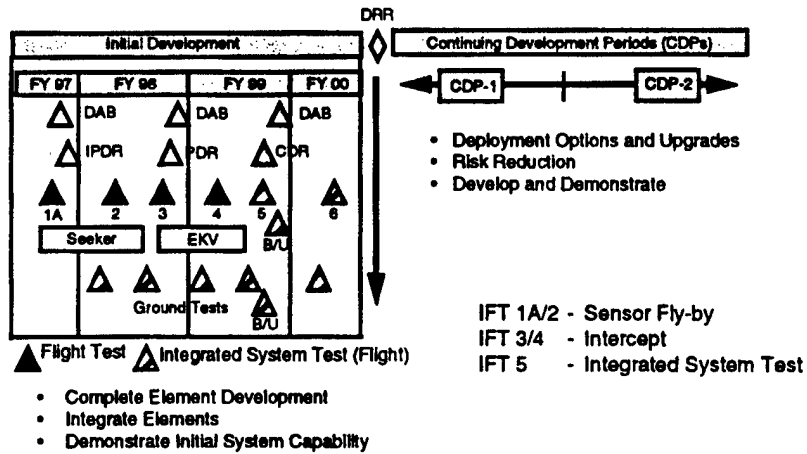 DRR
Initial Development
Continuing Development Periods (CDPs)
FY 97 FY 98 FY 99 FY 00
CDP-1 CDP-2
DAB DAB DAB
IPDR PDR CDR
• Deployment Options and Upgrades
• Risk Reduction
• Develop and Demonstrate
1A 2 3 4 5 6
Seeker EKV B/U
Ground Tests
B/U
IFT 1A/2 - Sensor Fly-by
IFT 3/4 - Intercept
IFT 5 - Integrated System Test
Flight Test Integrated System Test (Flight)
• Complete Element Development
• Integrate Elements
• Demonstrate Initial System Capability